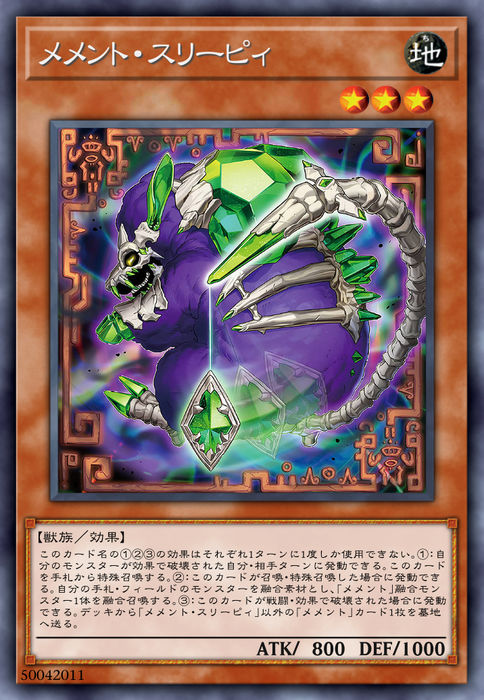 メメント・スリーピィ
ち
地
【獣族／効果】
このカード名の①②③の効果はそれぞれ1ターンに1度しか使用できない。①：自
分のモンスターが効果で破壊された自分・相手ターンに発動できる。このカード
を手札から特殊召喚する。②：このカードが召喚・特殊召喚した場合に発動でき
る。自分の手札・フィールドのモンスターを融合素材とし、「メメント」融合モン
スター1体を融合召喚する。③：このカードが戦闘・効果で破壊された場合に発動
できる。デッキから「メメント・スリーピィ」以外の「メメント」カード1枚を墓地
へ送る。
ATK/ 800 DEF/1000
50042011